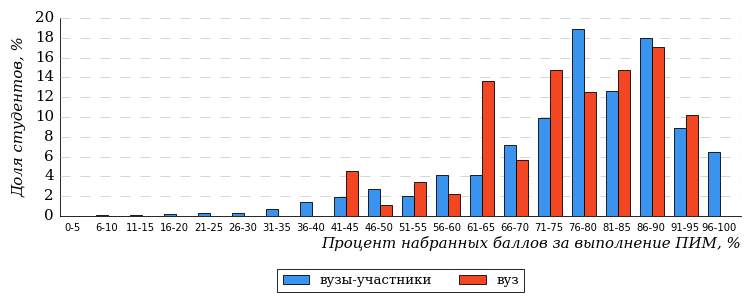 Доля студентов, %
20
18
16
14
12
10
8
6
4
2
0
0-5 6-10 11-15 16-20 21-25 26-30 31-35 36-40 41-45 46-50 51-55 56-60 61-65 66-70 71-75 76-80 81-85 86-90 91-95 96-100
Процент набранных баллов за выполнение ПИМ, %
вузы-участники вуз